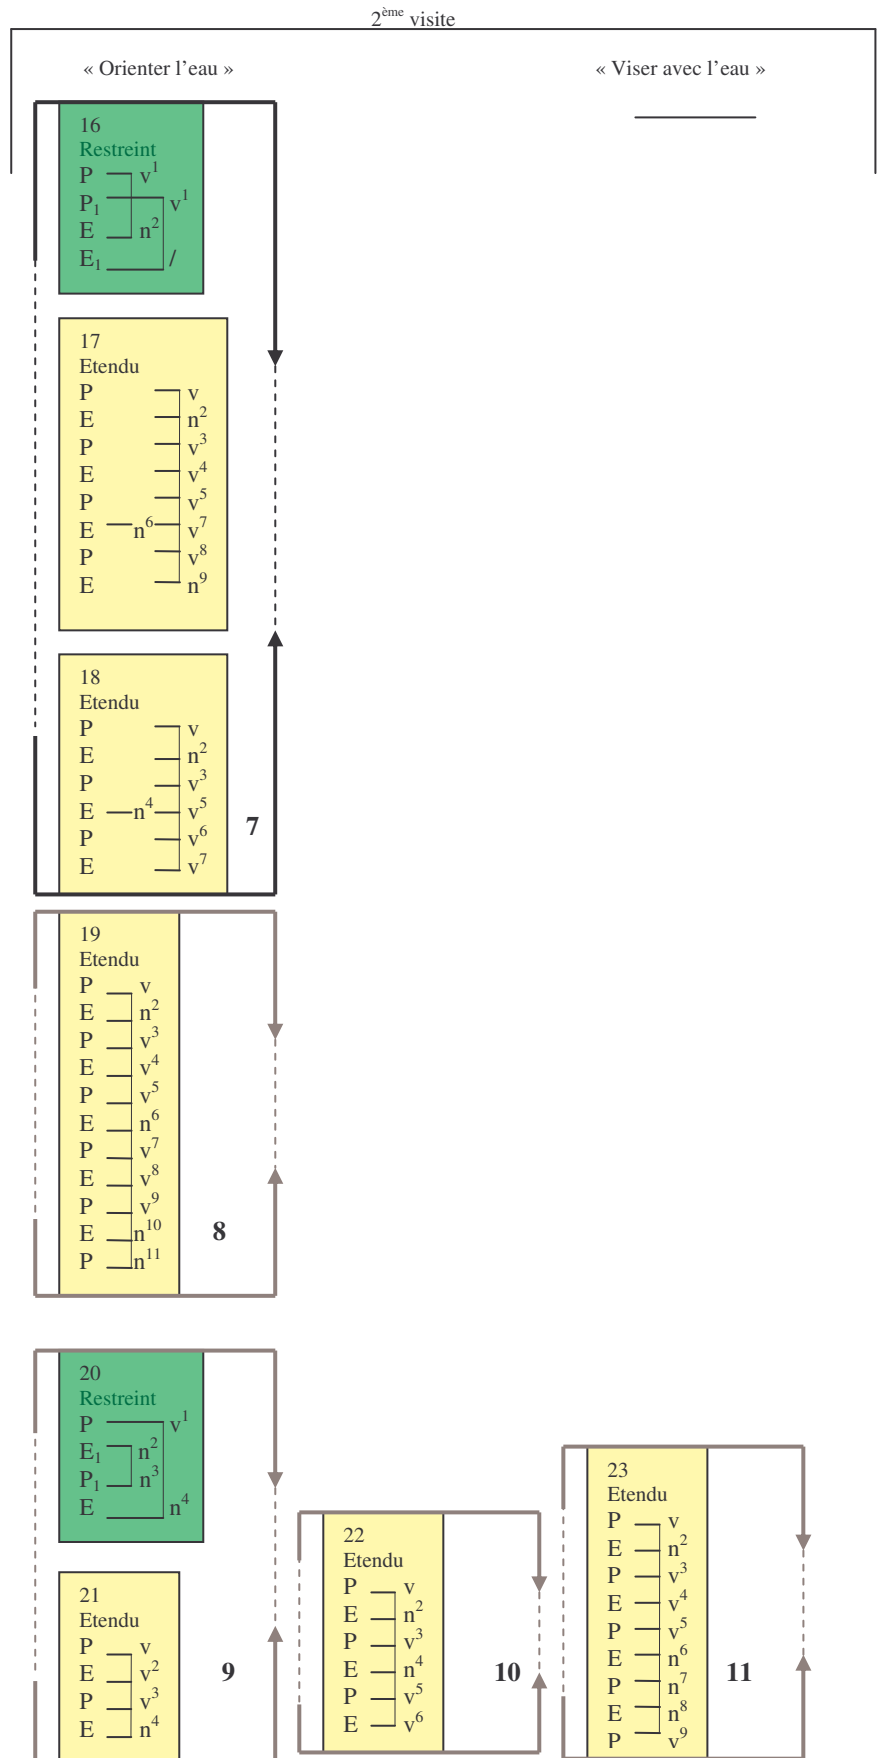 2ème visite
« Orienter l’eau »
« Viser avec l’eau »
16
Restreint
P v¹
P₁ v¹
E n²
E₁ /
17
Etendu
P v
E n²
P v³
E v⁴
P v⁵
E n⁶ v⁷
P v⁸
E n⁹
18
Etendu
P v
E n²
P v³
E n⁴ v⁵
P v⁶
E v⁷
7
19
Etendu
P v
E n²
P v³
E v⁴
P v⁵
E n⁶
P v⁷
E v⁸
P v⁹
E n¹⁰
P n¹¹
8
20
Restreint
P v¹
E₁ n²
P₁ n³
E n⁴
21
Etendu
P v
E v²
P v³
E n⁴
9
22
Etendu
P v
E n²
P v³
E n⁴
P v⁵
E v⁶
10
23
Etendu
P v
E n²
P v³
E v⁴
P v⁵
E n⁶
P n⁷
E n⁸
P v⁹
11